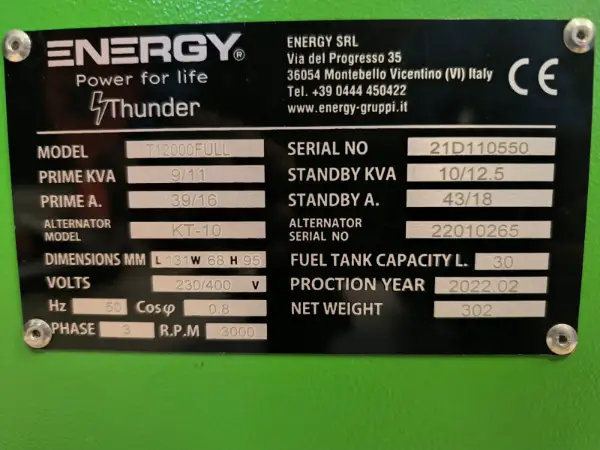 ENERGY®
Power for life
Thunder
ENERGY SRL
Via del Progresso 35
36054 Montebello Vicentino (VI) Italy
Tel. +39 0444 450422
www.energy-gruppi.it
CE
MODEL T12000FULL
SERIAL NO 21D110550
PRIME KVA 9/11
STANDBY KVA 10/12.5
PRIME A. 39/16
STANDBY A. 43/18
ALTERNATOR MODEL KT-10
ALTERNATOR SERIAL NO 22010265
DIMENSIONS MM L 131 W 68 H 95
FUEL TANK CAPACITY L. 30
VOLTS 230/400 V
PROCTION YEAR 2022.02
Hz 50 Cosφ 0.8
NET WEIGHT 302
PHASE 3 R.P.M 3000